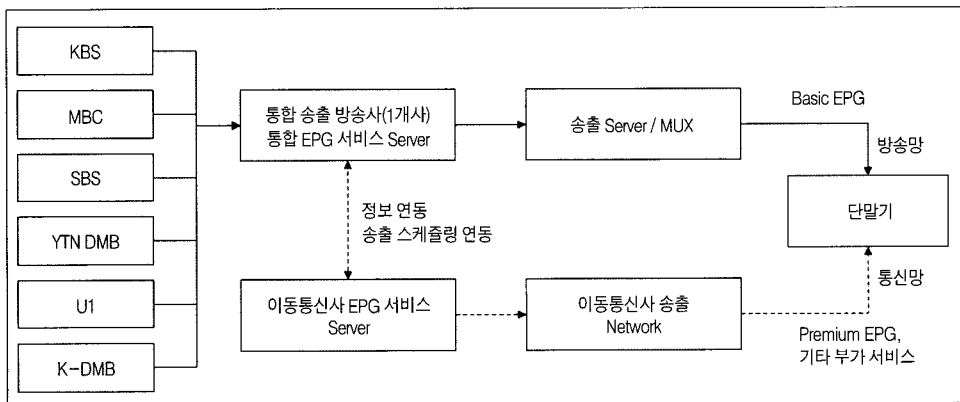 KBS
MBC
SBS
YTN DMB
U1
K-DMB
통합 송출 방송사(1개사)
통합 EPG 서비스 Server
정보 연동
송출 스케쥴링 연동
이동통신사 EPG 서비스
Server
송출 Server / MUX
이동통신사 송출
Network
Basic EPG
방송망
단말기
통신망
Premium EPG,
기타 부가 서비스